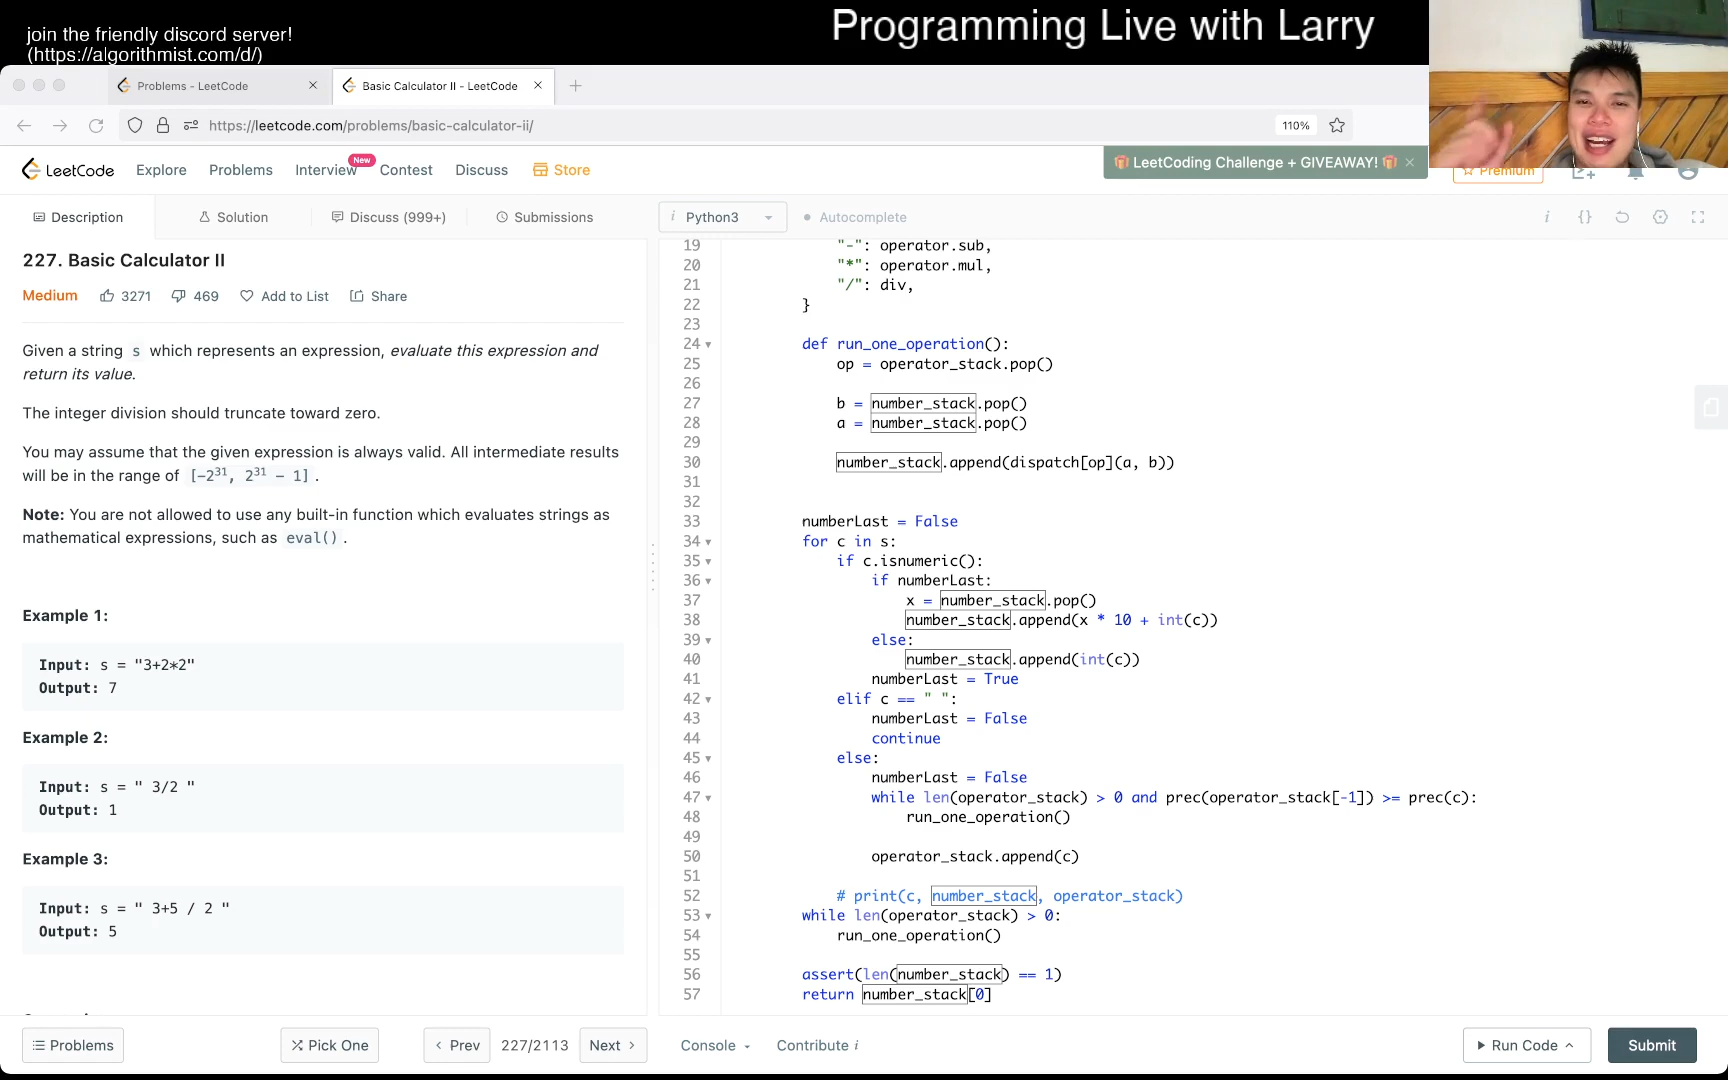 join the friendly discord server!
(https://algorithmist.com/d/)
Programming Live with Larry
Problems - LeetCode
Basic Calculator II - LeetCode
https://leetcode.com/problems/basic-calculator-ii/
110%
LeetCode
Explore
Problems
Interview
New
Contest
Discuss
Store
LeetCoding Challenge + GIVEAWAY!
Premium
Description
Solution
Discuss (999+)
Submissions
i Python3
Autocomplete
227. Basic Calculator II
Medium
3271
469
Add to List
Share
Given a string s which represents an expression, evaluate this expression and
return its value.
The integer division should truncate toward zero.
You may assume that the given expression is always valid. All intermediate results
will be in the range of [-2^31, 2^31 - 1] .
Note: You are not allowed to use any built-in function which evaluates strings as
mathematical expressions, such as eval() .
Example 1:
Input: s = "3+2*2"
Output: 7
Example 2:
Input: s = " 3/2 "
Output: 1
Example 3:
Input: s = " 3+5 / 2 "
Output: 5
19 "-": operator.sub,
20 "*": operator.mul,
21 "/": div,
22 }
23
24 def run_one_operation():
25 op = operator_stack.pop()
26
27 b = number_stack.pop()
28 a = number_stack.pop()
29
30 number_stack.append(dispatch[op](a, b))
31
32
33 numberLast = False
34 for c in s:
35 if c.isnumeric():
36 if numberLast:
37 x = number_stack.pop()
38 number_stack.append(x * 10 + int(c))
39 else:
40 number_stack.append(int(c))
41 numberLast = True
42 elif c == " ":
43 numberLast = False
44 continue
45 else:
46 numberLast = False
47 while len(operator_stack) > 0 and prec(operator_stack[-1]) >= prec(c):
48 run_one_operation()
49
50 operator_stack.append(c)
51
52 # print(c, number_stack, operator_stack)
53 while len(operator_stack) > 0:
54 run_one_operation()
55
56 assert(len(number_stack) == 1)
57 return number_stack[0]
Problems
Pick One
Prev
227/2113
Next
Console
Contribute i
Run Code
Submit